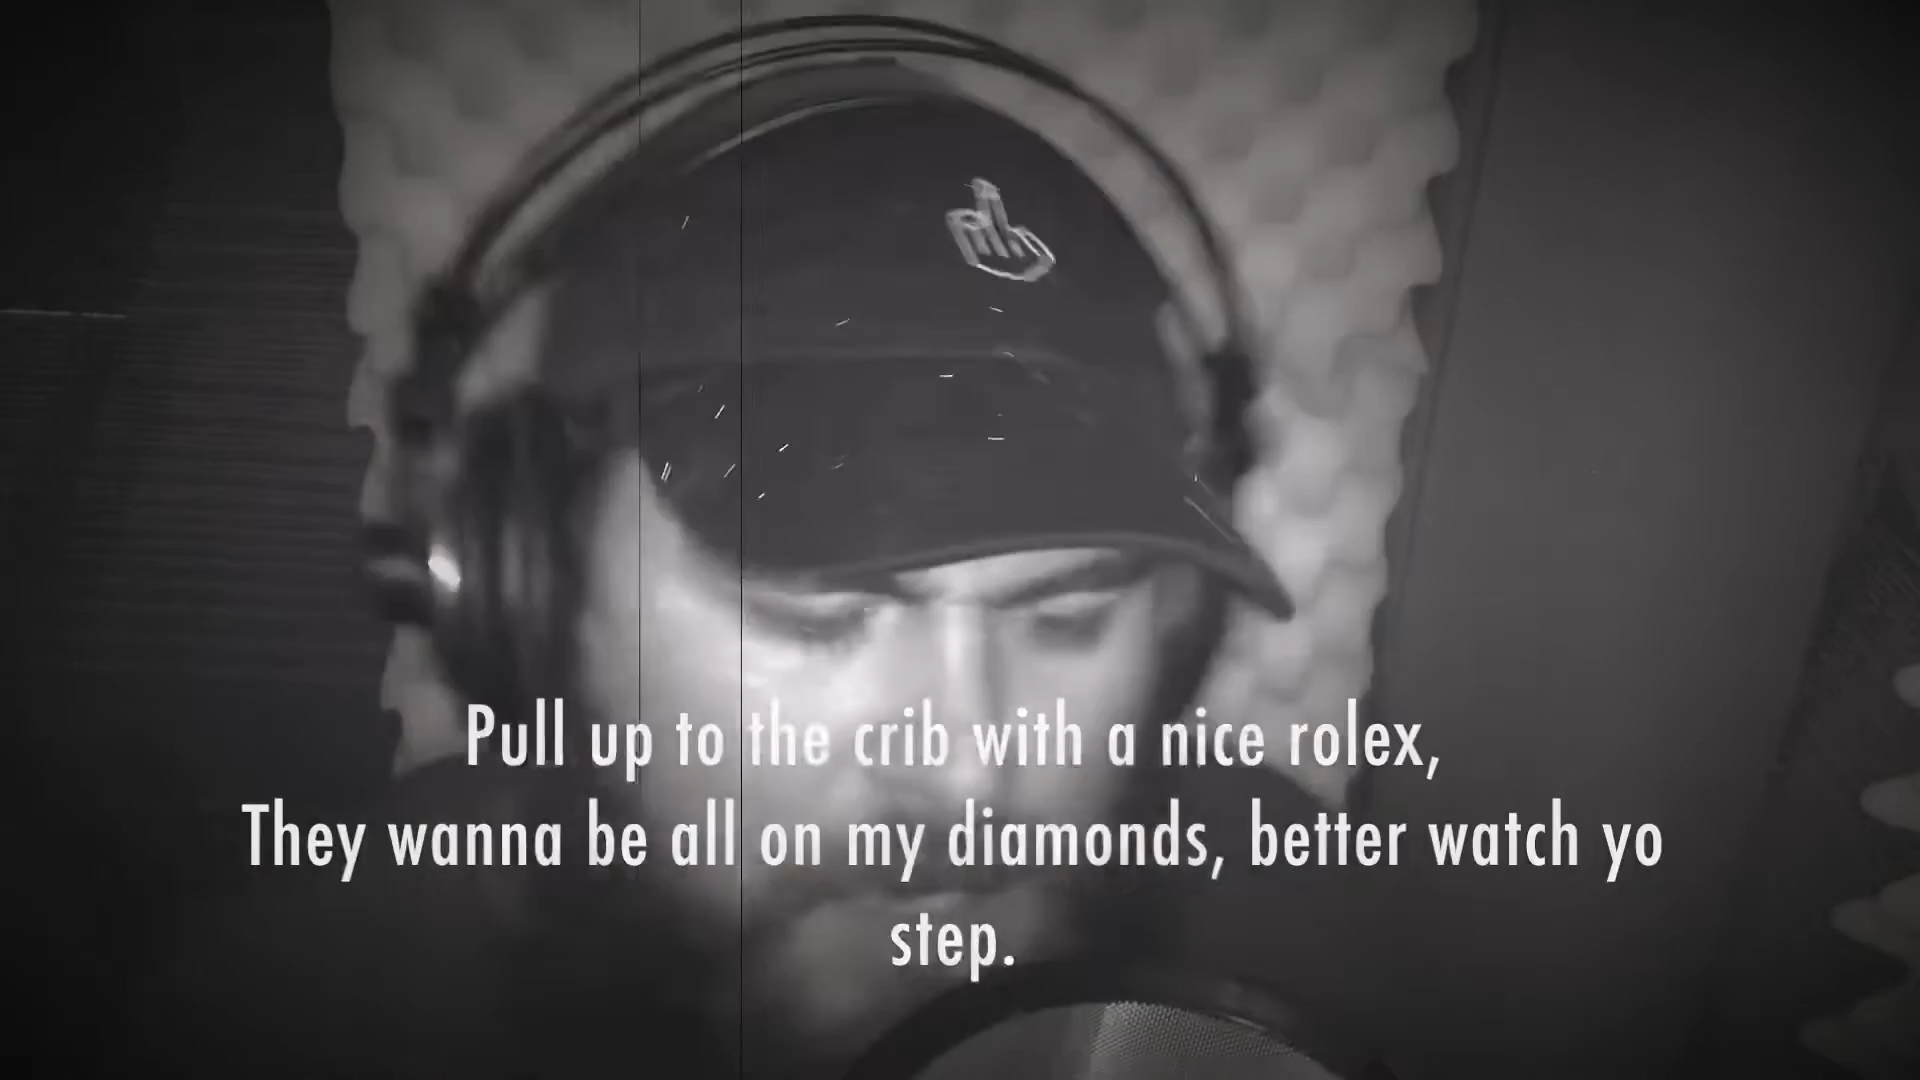 Pull up to the crib with a nice rolex,
They wanna be all on my diamonds, better watch yo
step.